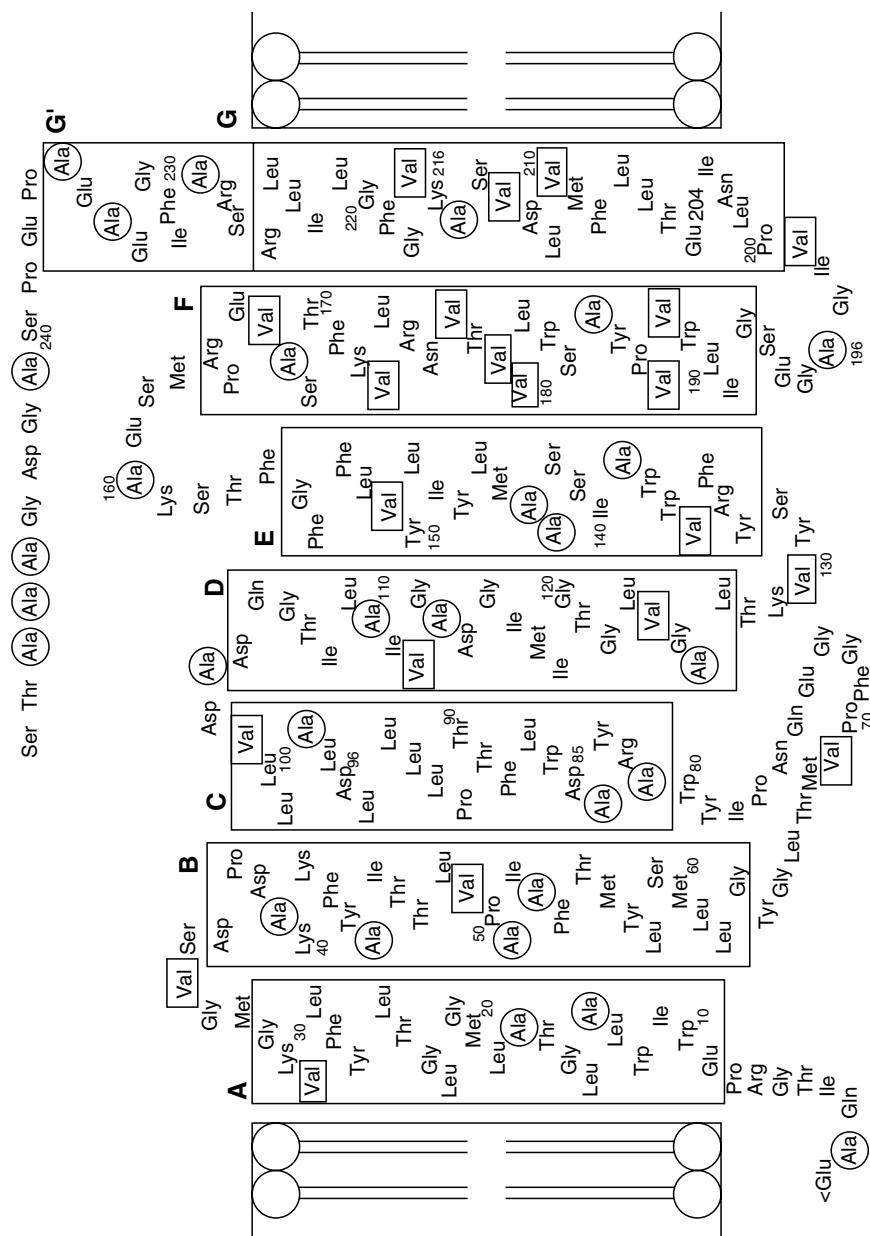 A
B
C
D
E
F
G
G'
<Glu Ala Gln Ile Thr Gly Arg Pro
Glu Trp 10 Ile Trp Leu Ala Leu Gly Thr Ala Leu Met 20 Gly Leu Gly Thr Leu Tyr Phe Leu Val Lys 30 Gly
Met Gly Val Ser
Asp Pro Asp Ala Lys 40 Lys Phe Tyr Ala Ile Thr Thr Leu Val Pro 50 Ala Ile Ala Phe Thr Met Tyr Leu Ser Met 60 Leu Leu Gly
Tyr Gly Leu Thr Met Val Pro 70 Phe Gly Gly Glu Gln Asn Pro Ile Tyr Trp 80
Ala Arg Tyr Ala Asp 85 Trp Leu Phe Thr Thr 90 Pro Leu Leu Leu Leu Asp 96 Leu Ala Leu Leu 100 Val
Asp Ala
Asp Gln Gly Thr Ile Leu Ala 110 Ile Val Gly Ala Asp Gly Ile Met Ile Gly 120 Thr Gly Leu Val Gly Ala Leu
Thr Lys Val 130 Tyr Ser
Tyr Arg Phe Val Trp Trp Ala Ile 140 Ser Ser Ala Ala Met Leu Tyr Ile Leu Tyr 150 Val Leu Phe Phe Gly
Phe Thr Ser Lys Ala 160 Glu Ser Met
Arg Pro Glu Val Ala Ser Thr 170 Phe Lys Val Leu Arg Asn Val Thr Val Val 180 Leu Trp Ser Ala Tyr Pro Val Val Trp Leu 190 Ile Gly
Ser Glu Gly Ala 196 Gly Ile Val
Pro 200 Leu Asn Ile Glu 204 Thr Leu Leu Phe Met Val 210 Leu Asp Val Ser Ala Lys 216 Val Gly Phe Gly 220 Leu Ile Leu Leu Arg
Ser Arg Ala Ile Phe 230 Gly Glu Ala Glu Ala
Pro Glu Pro Ser Ala 240 Gly Asp Gly Ala Ala Ala Thr Ser